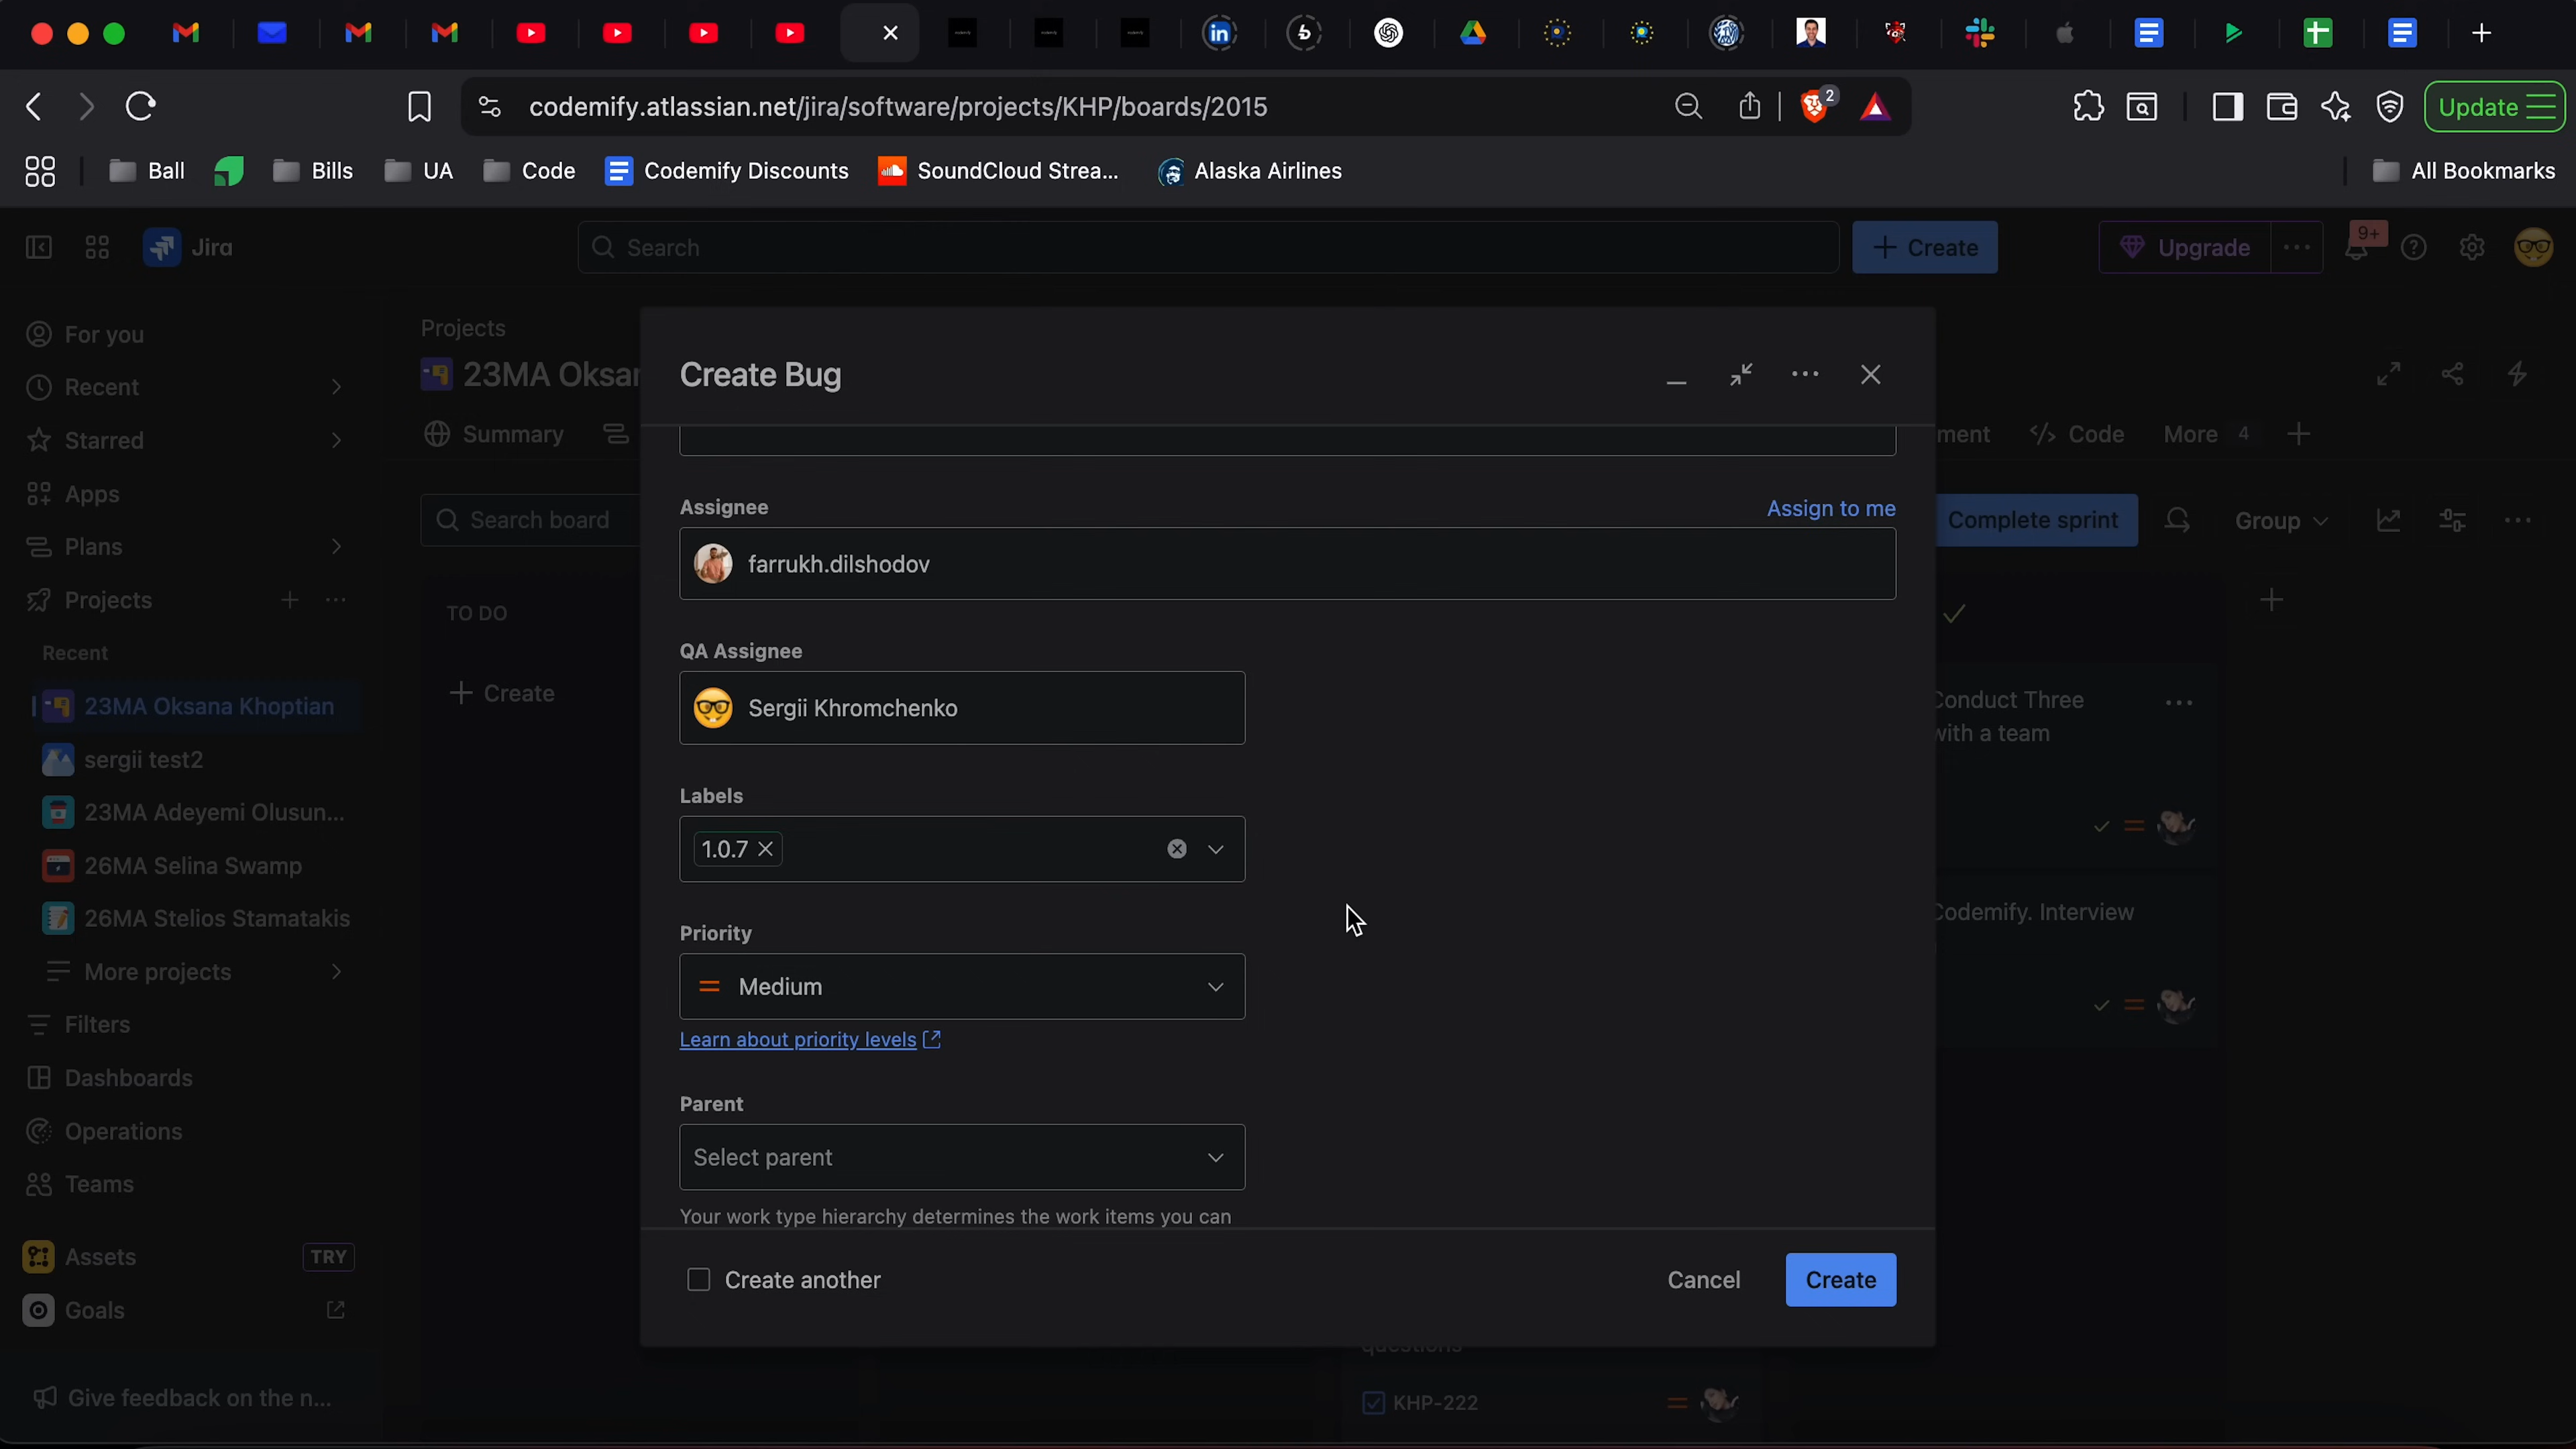 codemify.atlassian.net/jira/software/projects/KHP/boards/2015
2
Update
Ball
Bills
UA
Code
Codemify Discounts
SoundCloud Strea...
Alaska Airlines
All Bookmarks
Jira
Search
Create
Upgrade
9+
For you
Recent
Starred
Apps
Plans
Projects
Recent
23MA Oksana Khoptian
sergii test2
23MA Adeyemi Olusun...
26MA Selina Swamp
26MA Stelios Stamatakis
More projects
Filters
Dashboards
Operations
Teams
Assets TRY
Goals
Give feedback on the n...
Projects
23MA Oksan
Summary
ment
Code
More 4
Search board
Complete sprint
Group
TO DO
Create
Conduct Three
with a team
Codemify. Interview
questions
KHP-222
Create Bug
Assignee
Assign to me
farrukh.dilshodov
QA Assignee
Sergii Khromchenko
Labels
1.0.7
Priority
Medium
Learn about priority levels
Parent
Select parent
Your work type hierarchy determines the work items you can
Create another
Cancel
Create